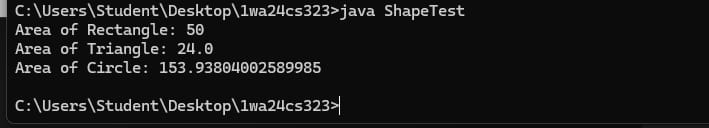 C:\Users\Student\Desktop\1wa24cs323>java ShapeTest
Area of Rectangle: 50
Area of Triangle: 24.0
Area of Circle: 153.93804002589985
C:\Users\Student\Desktop\1wa24cs323>